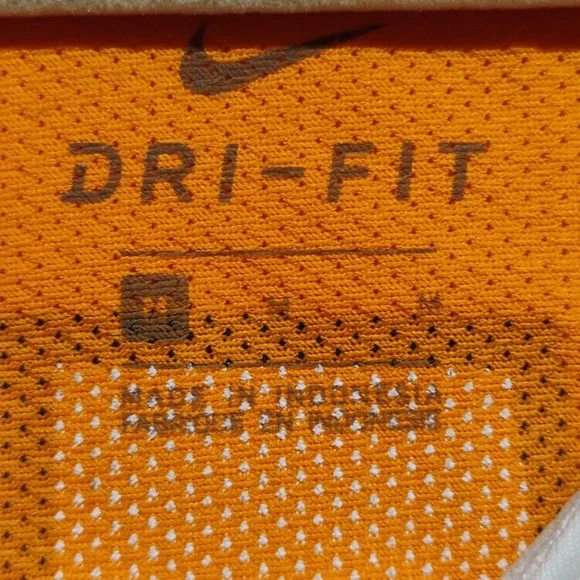 DRI-FIT
M M M
MADE IN INDONESIA
FABRIQUÉ EN INDONÉSIE